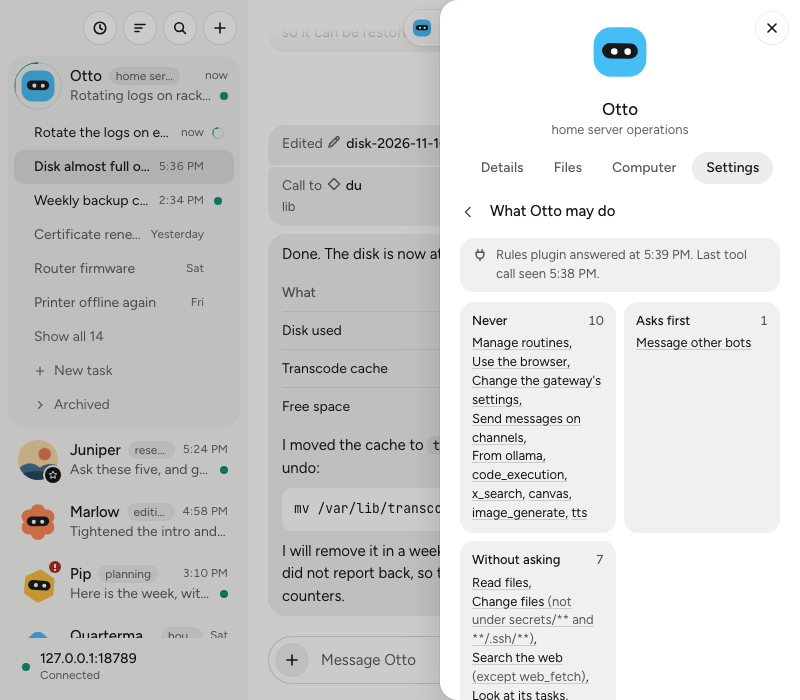 Otto
home ser...
now
Rotating logs on rack...
Rotate the logs on e...
now
Disk almost full o...
5:36 PM
Weekly backup c...
2:34 PM
Certificate rene...
Yesterday
Router firmware
Sat
Printer offline again
Fri
Show all 14
New task
Archived
Juniper
rese...
5:24 PM
Ask these five, and g...
Marlow
editi...
4:58 PM
Tightened the intro and...
Pip
planning
3:10 PM
Here is the week, wit...
Quarterma
hou...
Sat
127.0.0.1:18789
Connected
so it can be restor
Edited
disk-2026-11-1
Call to
du
lib
Done. The disk is now at
What
Disk used
Transcode cache
Free space
I moved the cache to t
undo:
mv /var/lib/transco
I will remove it in a week
did not report back, so t
counters.
Message Otto
Otto
home server operations
Details
Files
Computer
Settings
What Otto may do
Rules plugin answered at 5:39 PM. Last tool
call seen 5:38 PM.
Never
10
Manage routines,
Use the browser,
Change the gateway's
settings,
Send messages on
channels,
From ollama,
code_execution,
x_search, canvas,
image_generate, tts
Asks first
1
Message other bots
Without asking
7
Read files,
Change files (not
under secrets/** and
**/.ssh/**),
Search the web
(except web_fetch),
Look at its tasks,